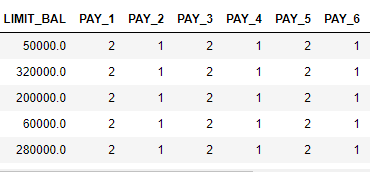 LIMIT_BAL PAY_1 PAY_2 PAY_3 PAY_4 PAY_5 PAY_6
50000.0 2 1 2 1 2 1
320000.0 2 1 2 1 2 1
200000.0 2 1 2 1 2 1
60000.0 2 1 2 1 2 1
280000.0 2 1 2 1 2 1